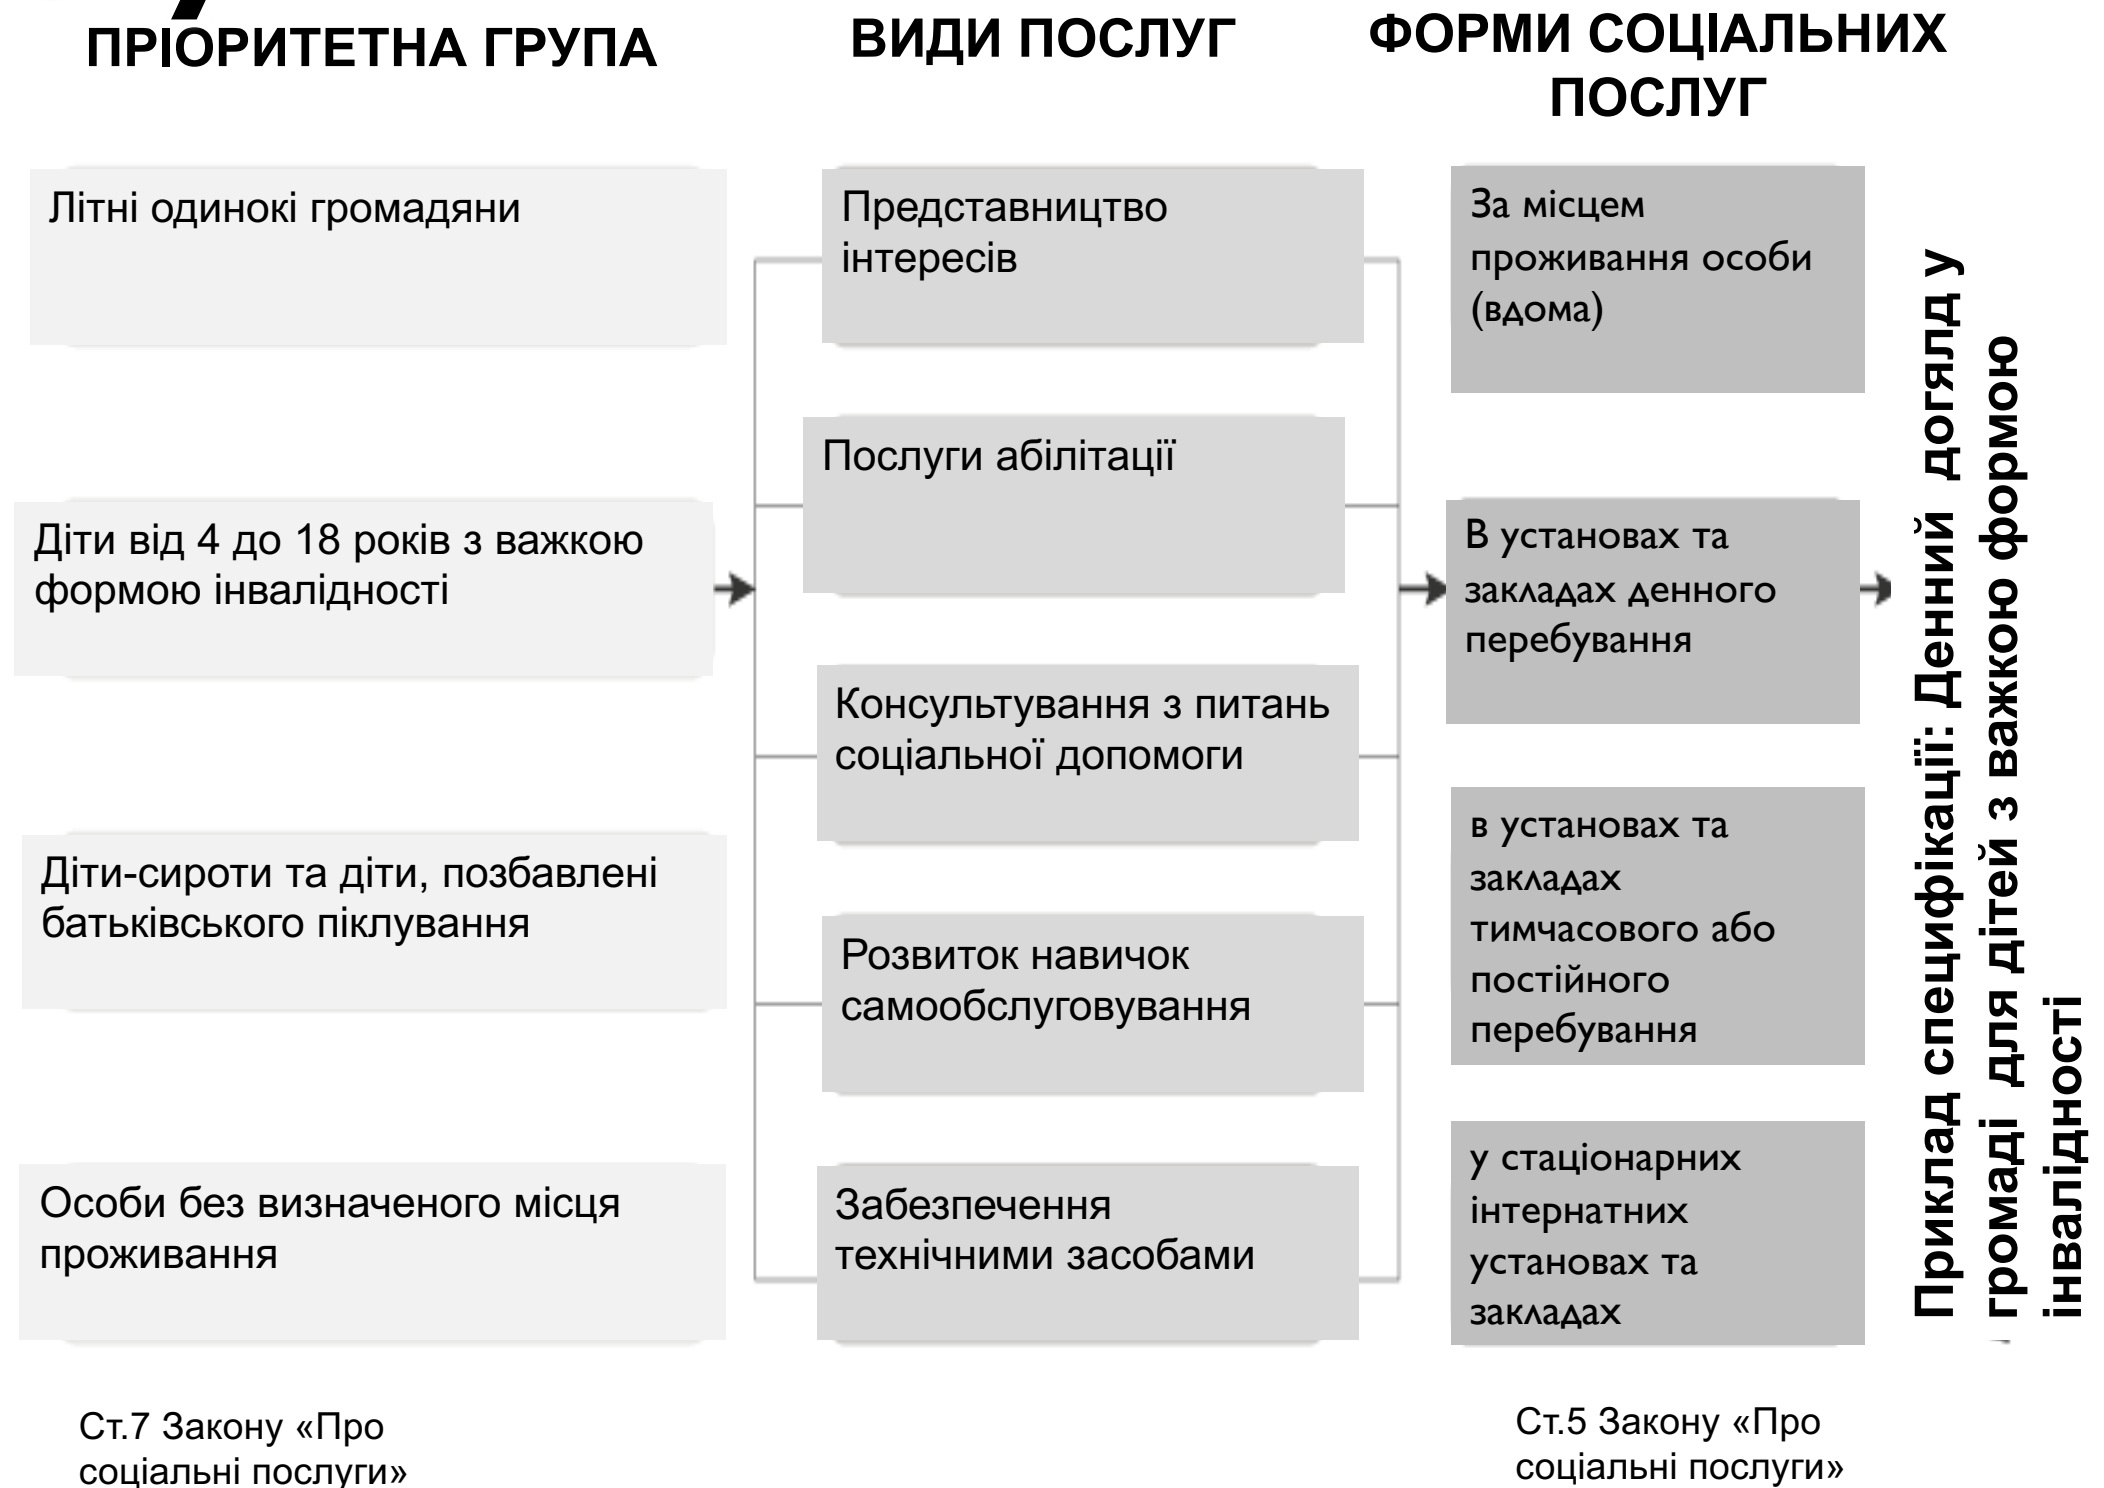 ПРІОРИТЕТНА ГРУПА
Літні одинокі громадяни
Діти від 4 до 18 років з важкою
формою інвалідності
Діти-сироти та діти, позбавлені
батьківського піклування
Особи без визначеного місця
проживання
Ст.7 Закону «Про
соціальні послуги»
ВИДИ ПОСЛУГ
Представництво
інтересів
Послуги абілітації
Консультування з питань
соціальної допомоги
Розвиток навичок
самообслуговування
Забезпечення
технічними засобами
ФОРМИ СОЦІАЛЬНИХ
ПОСЛУГ
За місцем
проживання особи
(вдома)
В установах та
закладах денного
перебування
в установах та
закладах
тимчасового або
постійного
перебування
у стаціонарних
інтернатних
установах та
закладах
Ст.5 Закону «Про
соціальні послуги»
Приклад специфікації: Денний догялд у
громаді для дітей з важкою формою
інвалідності